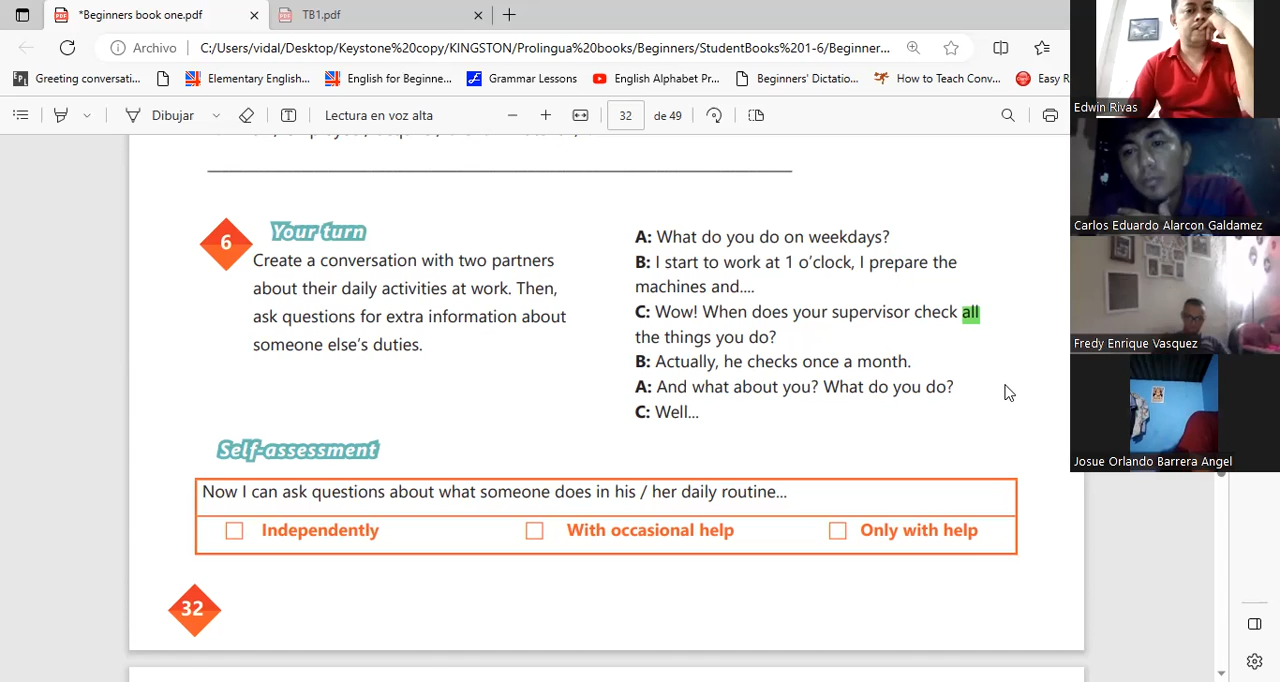 *Beginners book one.pdf
TB1.pdf
Archivo
C:/Users/vidal/Desktop/Keystone%20copy/KINGSTON/Prolingua%20books/Beginners/StudentBooks%201-6/Beginner...
Greeting conversati...
Elementary English...
English for Beginne...
Grammar Lessons
English Alphabet Pr...
Beginners' Dictatio...
How to Teach Conv...
Easy R
Dibujar
Lectura en voz alta
32
de 49
6
Your turn
Create a conversation with two partners
about their daily activities at work. Then,
ask questions for extra information about
someone else's duties.
A: What do you do on weekdays?
B: I start to work at 1 o'clock, I prepare the
machines and....
C: Wow! When does your supervisor check all
the things you do?
B: Actually, he checks once a month.
A: And what about you? What do you do?
C: Well...
Self-assessment
Now I can ask questions about what someone does in his / her daily routine...
Independently
With occasional help
Only with help
32
Edwin Rivas
Carlos Eduardo Alarcon Galdamez
Fredy Enrique Vasquez
Josue Orlando Barrera Angel